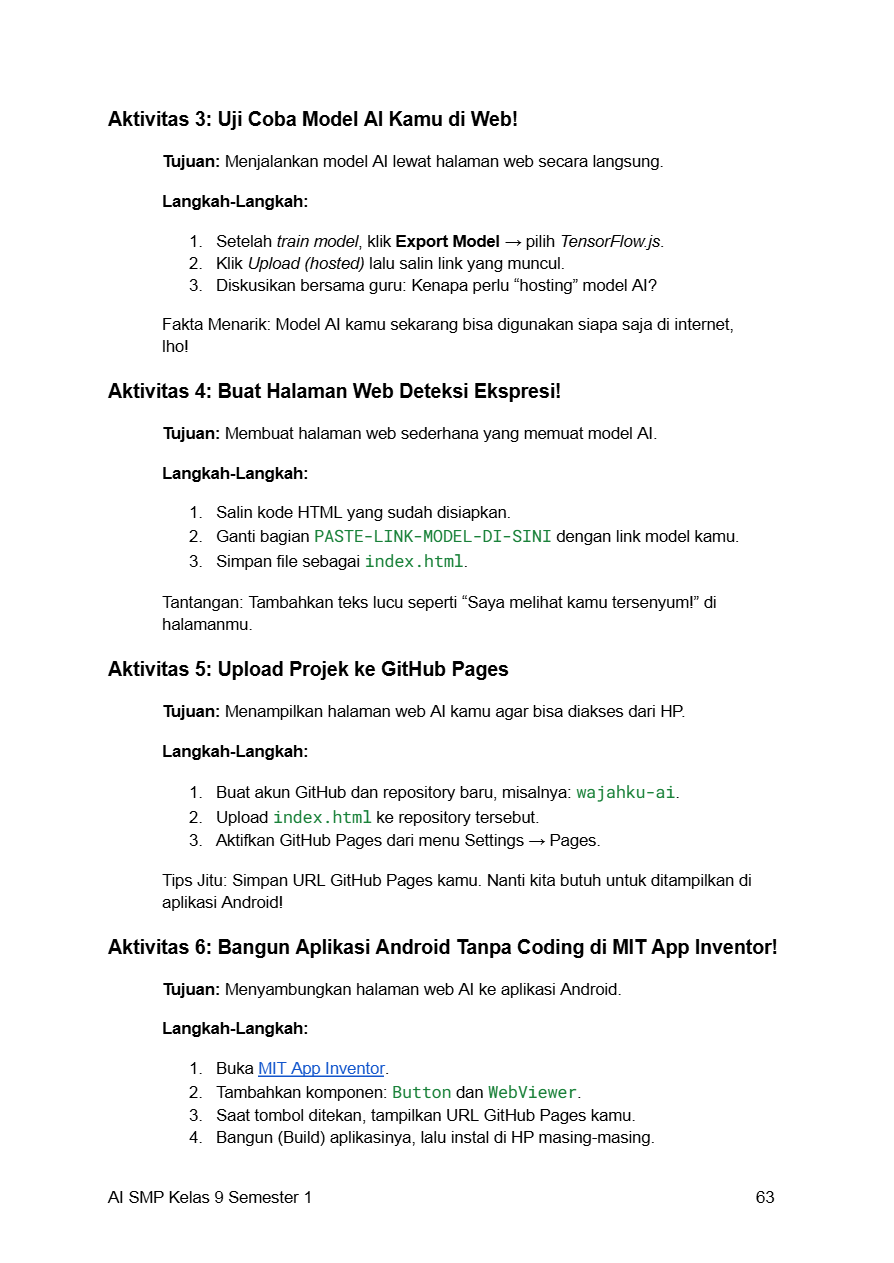 Aktivitas 3: Uji Coba Model AI Kamu di Web!
Tujuan: Menjalankan model AI lewat halaman web secara langsung.
Langkah-Langkah:
1. Setelah train model, klik Export Model → pilih TensorFlow.js.
2. Klik Upload (hosted) lalu salin link yang muncul.
3. Diskusikan bersama guru: Kenapa perlu “hosting” model AI?
Fakta Menarik: Model AI kamu sekarang bisa digunakan siapa saja di internet,
lho!
Aktivitas 4: Buat Halaman Web Deteksi Ekspresi!
Tujuan: Membuat halaman web sederhana yang memuat model AI.
Langkah-Langkah:
1. Salin kode HTML yang sudah disiapkan.
2. Ganti bagian PASTE-LINK-MODEL-DI-SINI dengan link model kamu.
3. Simpan file sebagai index.html.
Tantangan: Tambahkan teks lucu seperti “Saya melihat kamu tersenyum!” di
halamanmu.
Aktivitas 5: Upload Projek ke GitHub Pages
Tujuan: Menampilkan halaman web AI kamu agar bisa diakses dari HP.
Langkah-Langkah:
1. Buat akun GitHub dan repository baru, misalnya: wajahku-ai.
2. Upload index.html ke repository tersebut.
3. Aktifkan GitHub Pages dari menu Settings → Pages.
Tips Jitu: Simpan URL GitHub Pages kamu. Nanti kita butuh untuk ditampilkan di
aplikasi Android!
Aktivitas 6: Bangun Aplikasi Android Tanpa Coding di MIT App Inventor!
Tujuan: Menyambungkan halaman web AI ke aplikasi Android.
Langkah-Langkah:
1. Buka MIT App Inventor.
2. Tambahkan komponen: Button dan WebViewer.
3. Saat tombol ditekan, tampilkan URL GitHub Pages kamu.
4. Bangun (Build) aplikasinya, lalu instal di HP masing-masing.
AI SMP Kelas 9 Semester 1 63